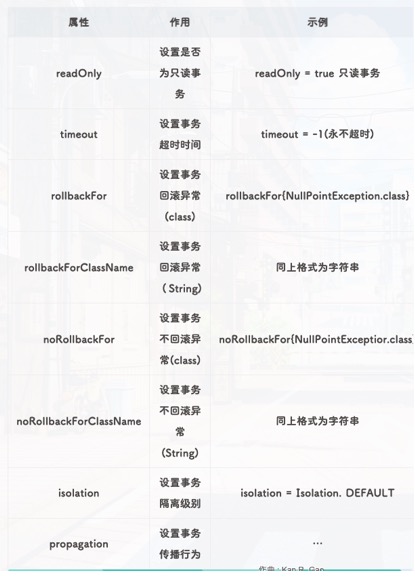 属性 作用 示例
设置是否
为只读事
务
readOnly
readOnly = true 只读事务
timeout
设置事务
超时时间
timeout = -1(永不超时)
rollbackFor
设置事务
回滚异常
(class)
rollbackFor{NullPointException.class}
rollbackForClassName
设置事务
回滚异常
( String)
同上格式为字符串
noRollbackFor
设置事务
不回滚异
常(class)
noRollbackFor{NullPointExceptior.class
noRollbackForClassName
设置事务
不回滚异
常
(String)
同上格式为字符串
isolation
设置事务
隔离级别
isolation = Isolation. DEFAULT
propagation
设置事务
传播行为
...